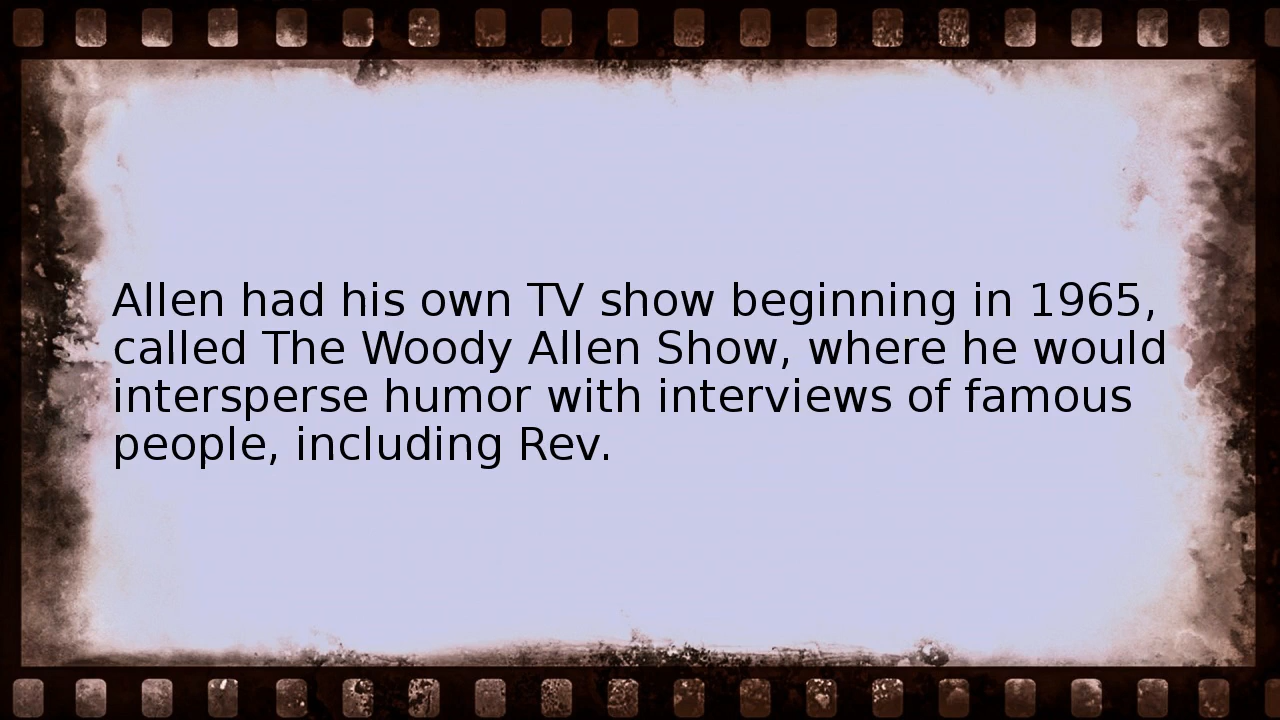 Allen had his own TV show beginning in 1965,
called The Woody Allen Show, where he would
intersperse humor with interviews of famous
people, including Rev.